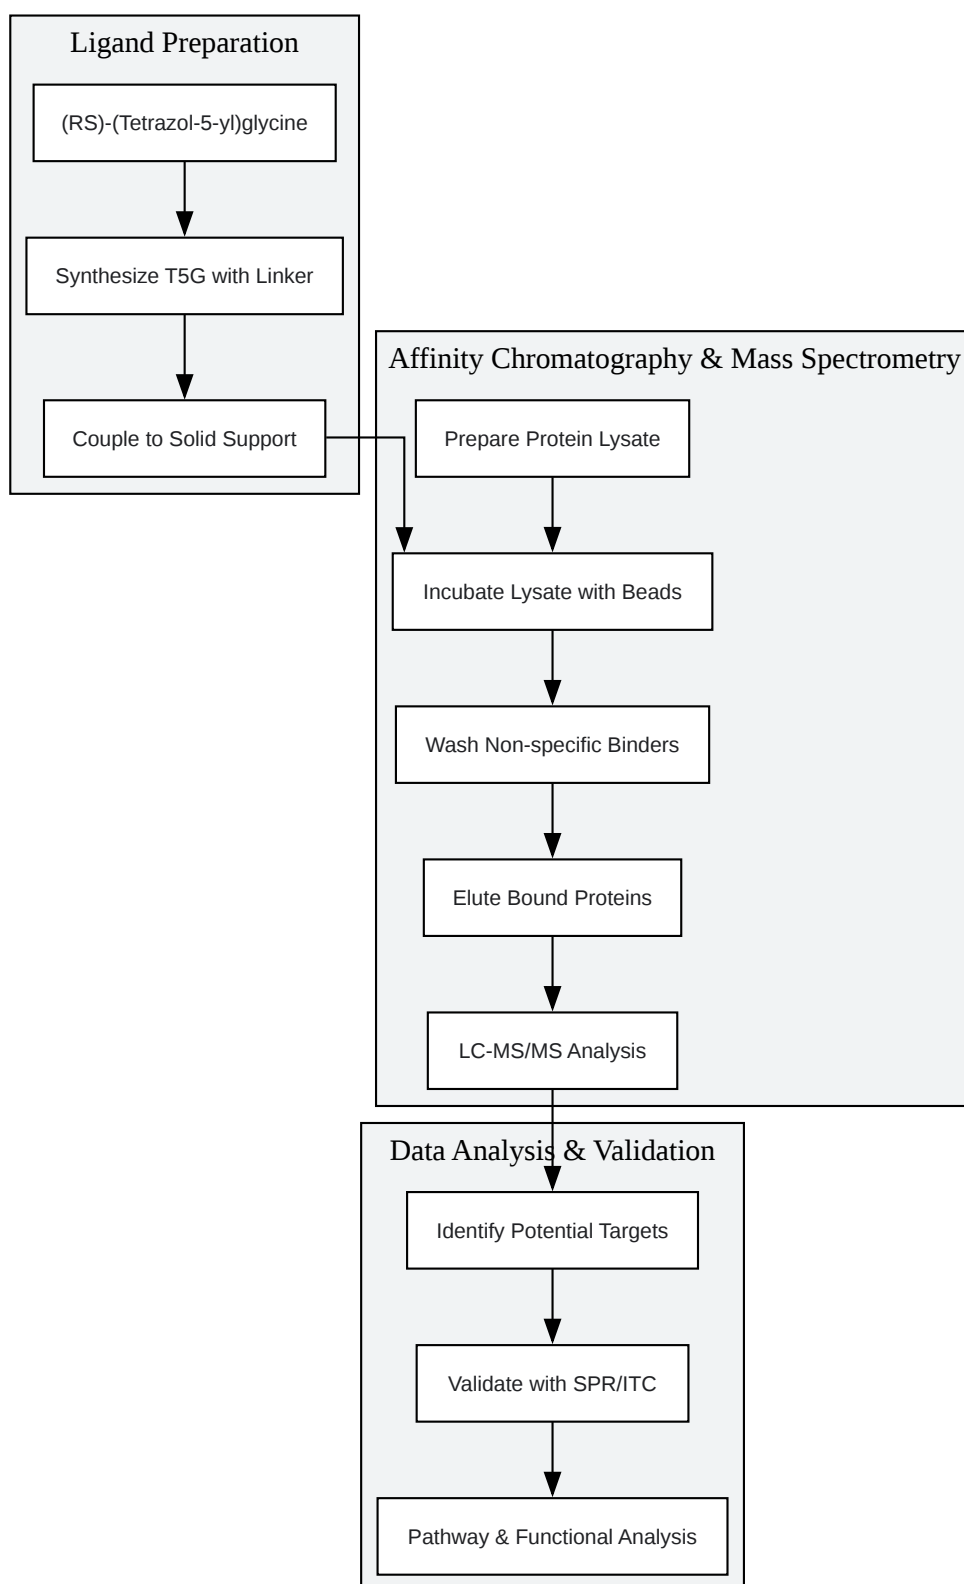 Ligand Preparation
(RS)-(Tetrazol-5-yl)glycine
Synthesize T5G with Linker
Couple to Solid Support
Affinity Chromatography & Mass Spectrometry
Prepare Protein Lysate
Incubate Lysate with Beads
Wash Non-specific Binders
Elute Bound Proteins
LC-MS/MS Analysis
Data Analysis & Validation
Identify Potential Targets
Validate with SPR/ITC
Pathway & Functional Analysis